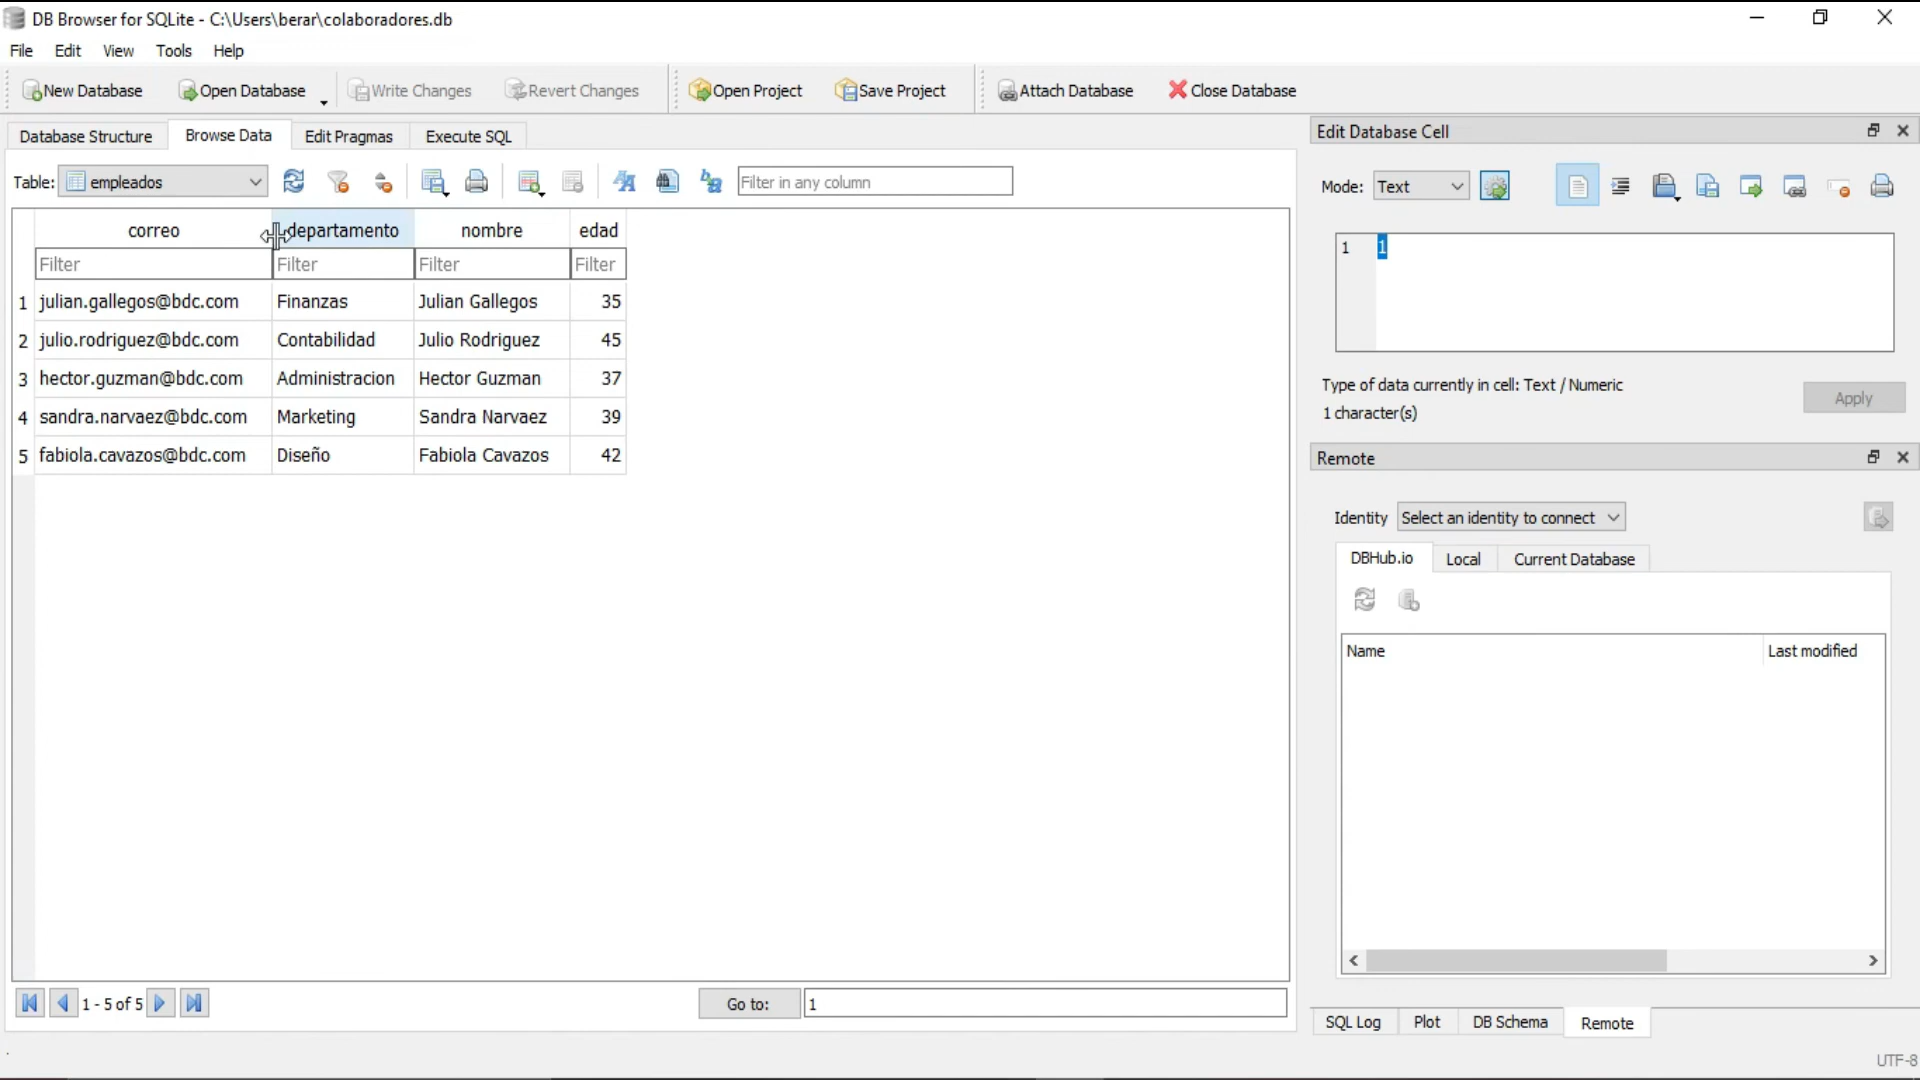 DB Browser for SQLite - C:\Users\berar\colaboradores.db
File Edit View Tools Help
New Database Open Database Write Changes Revert Changes Open Project Save Project Attach Database Close Database
Database Structure Browse Data Edit Pragmas Execute SQL
Table: empleados Filter in any column
correo departamento nombre edad
Filter Filter Filter Filter
1 julian.gallegos@bdc.com Finanzas Julian Gallegos 35
2 julio.rodriguez@bdc.com Contabilidad Julio Rodriguez 45
3 hector.guzman@bdc.com Administracion Hector Guzman 37
4 sandra.narvaez@bdc.com Marketing Sandra Narvaez 39
5 fabiola.cavazos@bdc.com Diseño Fabiola Cavazos 42
1 - 5 of 5 Go to: 1
Edit Database Cell
Mode: Text
1 1
Type of data currently in cell: Text / Numeric
1 character(s)
Apply
Remote
Identity Select an identity to connect
DBHub.io Local Current Database
Name Last modified
SQL Log Plot DB Schema Remote
UTF-8